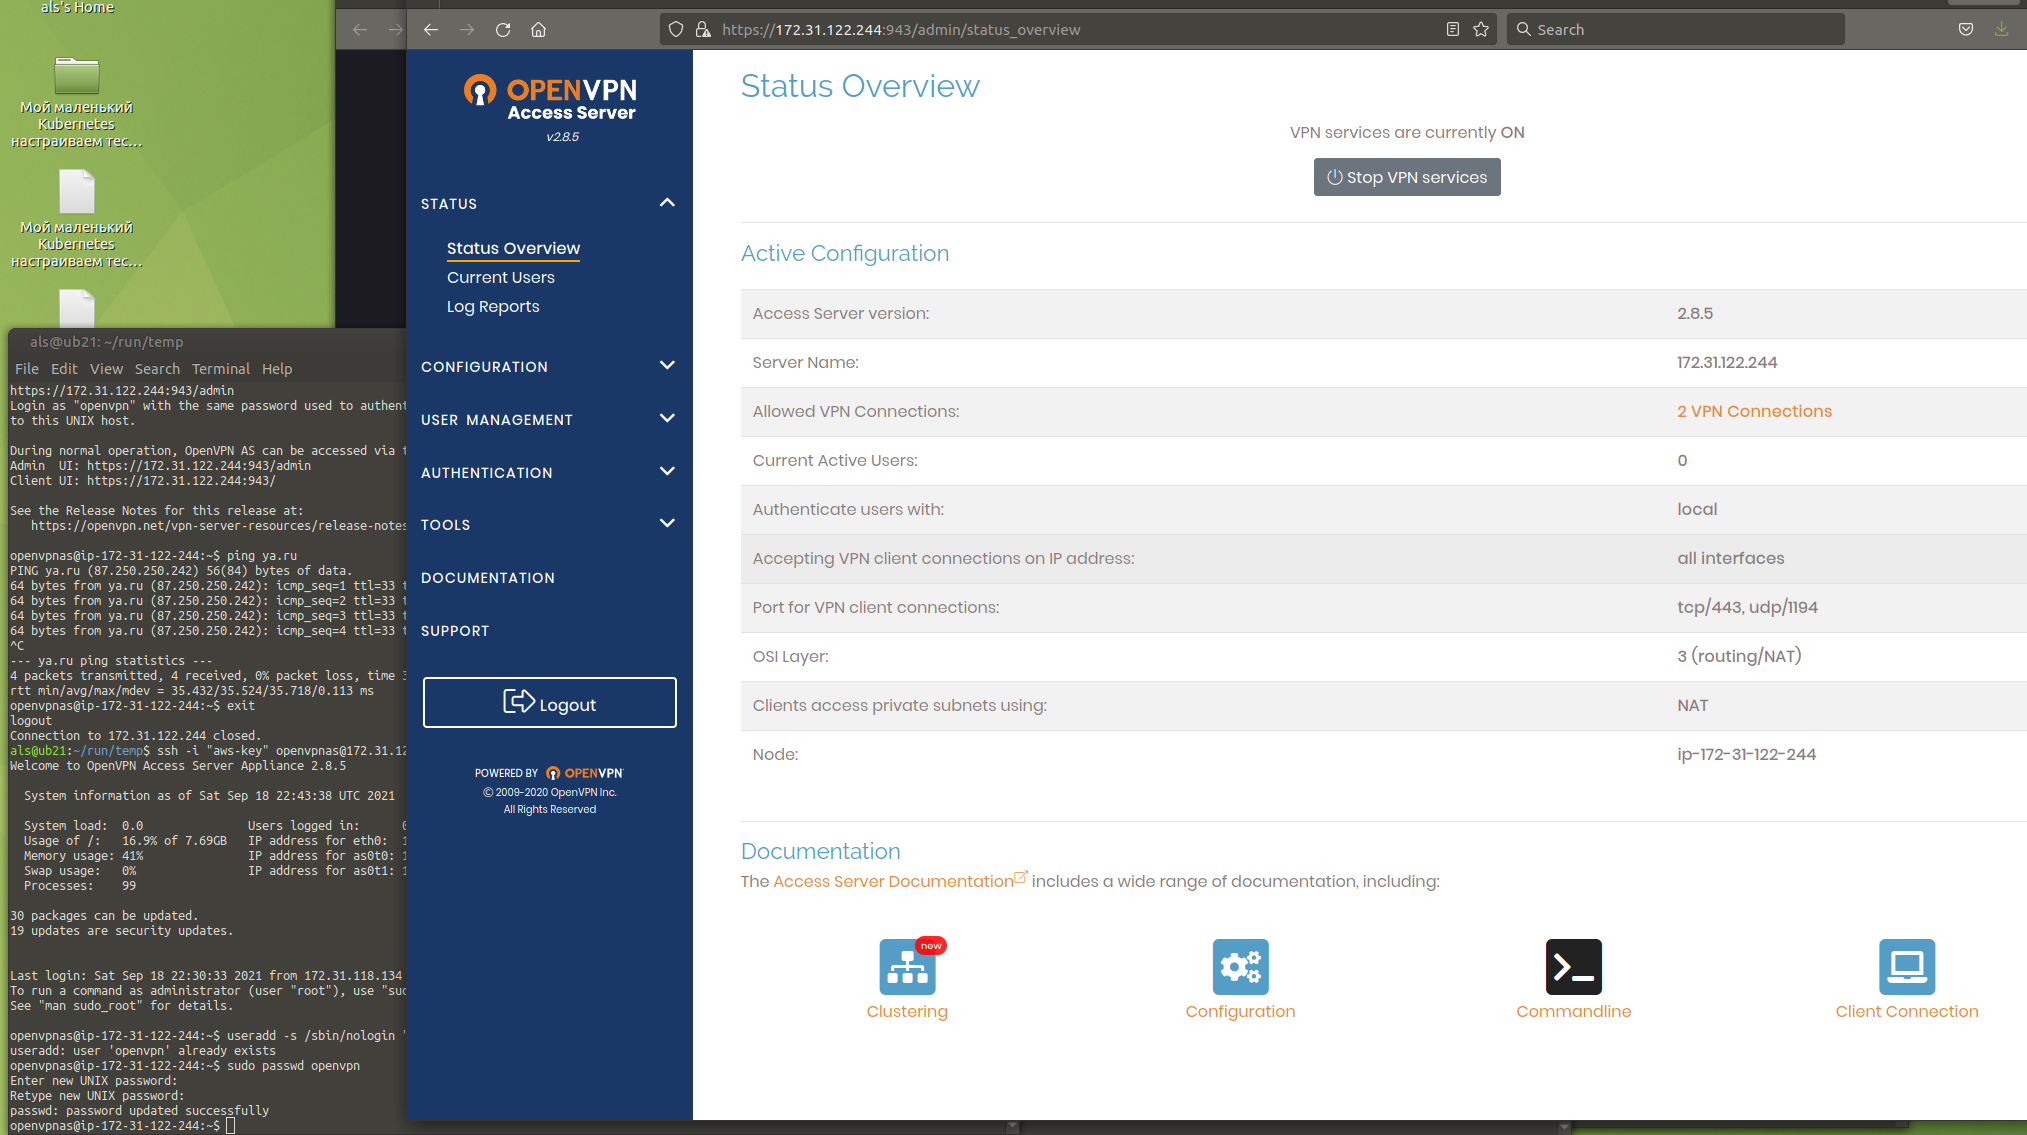 als's Home
Мой маленький
Kubernetes
настраиваем тес...
Мой маленький
Kubernetes
настраиваем тес...
als@ub21: ~/run/temp
File Edit View Search Terminal Help
https://172.31.122.244:943/admin
Login as "openvpn" with the same password used to authent
to this UNIX host.
During normal operation, OpenVPN AS can be accessed via t
Admin  UI: https://172.31.122.244:943/admin
Client UI: https://172.31.122.244:943/
See the Release Notes for this release at:
https://openvpn.net/vpn-server-resources/release-notes
openvpnas@ip-172-31-122-244:~$ ping ya.ru
PING ya.ru (87.250.250.242) 56(84) bytes of data.
64 bytes from ya.ru (87.250.250.242): icmp_seq=1 ttl=33 t
64 bytes from ya.ru (87.250.250.242): icmp_seq=2 ttl=33 t
64 bytes from ya.ru (87.250.250.242): icmp_seq=3 ttl=33 t
64 bytes from ya.ru (87.250.250.242): icmp_seq=4 ttl=33 t
^C
--- ya.ru ping statistics ---
4 packets transmitted, 4 received, 0% packet loss, time 3
rtt min/avg/max/mdev = 35.432/35.524/35.718/0.113 ms
openvpnas@ip-172-31-122-244:~$ exit
logout
Connection to 172.31.122.244 closed.
als@ub21:~/run/temp$ ssh -i "aws-key" openvpnas@172.31.12
Welcome to OpenVPN Access Server Appliance 2.8.5
System information as of Sat Sep 18 22:43:38 UTC 2021
System load:  0.0 Users logged in: 0
Usage of /:   16.9% of 7.69GB IP address for eth0: 1
Memory usage: 41% IP address for as0t0: 1
Swap usage:   0% IP address for as0t1: 1
Processes:    99
30 packages can be updated.
19 updates are security updates.
Last login: Sat Sep 18 22:30:33 2021 from 172.31.118.134
To run a command as administrator (user "root"), use "sud
See "man sudo_root" for details.
openvpnas@ip-172-31-122-244:~$ useradd -s /sbin/nologin "
useradd: user 'openvpn' already exists
openvpnas@ip-172-31-122-244:~$ sudo passwd openvpn
Enter new UNIX password:
Retype new UNIX password:
passwd: password updated successfully
openvpnas@ip-172-31-122-244:~$
https://172.31.122.244:943/admin/status_overview
Search
OPENVPN
Access Server
v2.8.5
STATUS
Status Overview
Current Users
Log Reports
CONFIGURATION
USER MANAGEMENT
AUTHENTICATION
TOOLS
DOCUMENTATION
SUPPORT
Logout
POWERED BY OPENVPN
© 2009-2020 OpenVPN Inc.
All Rights Reserved
Status Overview
VPN services are currently ON
Stop VPN services
Active Configuration
Access Server version: 2.8.5
Server Name: 172.31.122.244
Allowed VPN Connections: 2 VPN Connections
Current Active Users: 0
Authenticate users with: local
Accepting VPN client connections on IP address: all interfaces
Port for VPN client connections: tcp/443, udp/1194
OSI Layer: 3 (routing/NAT)
Clients access private subnets using: NAT
Node: ip-172-31-122-244
Documentation
The Access Server Documentation includes a wide range of documentation, including:
new
Clustering
Configuration
Commandline
Client Connection